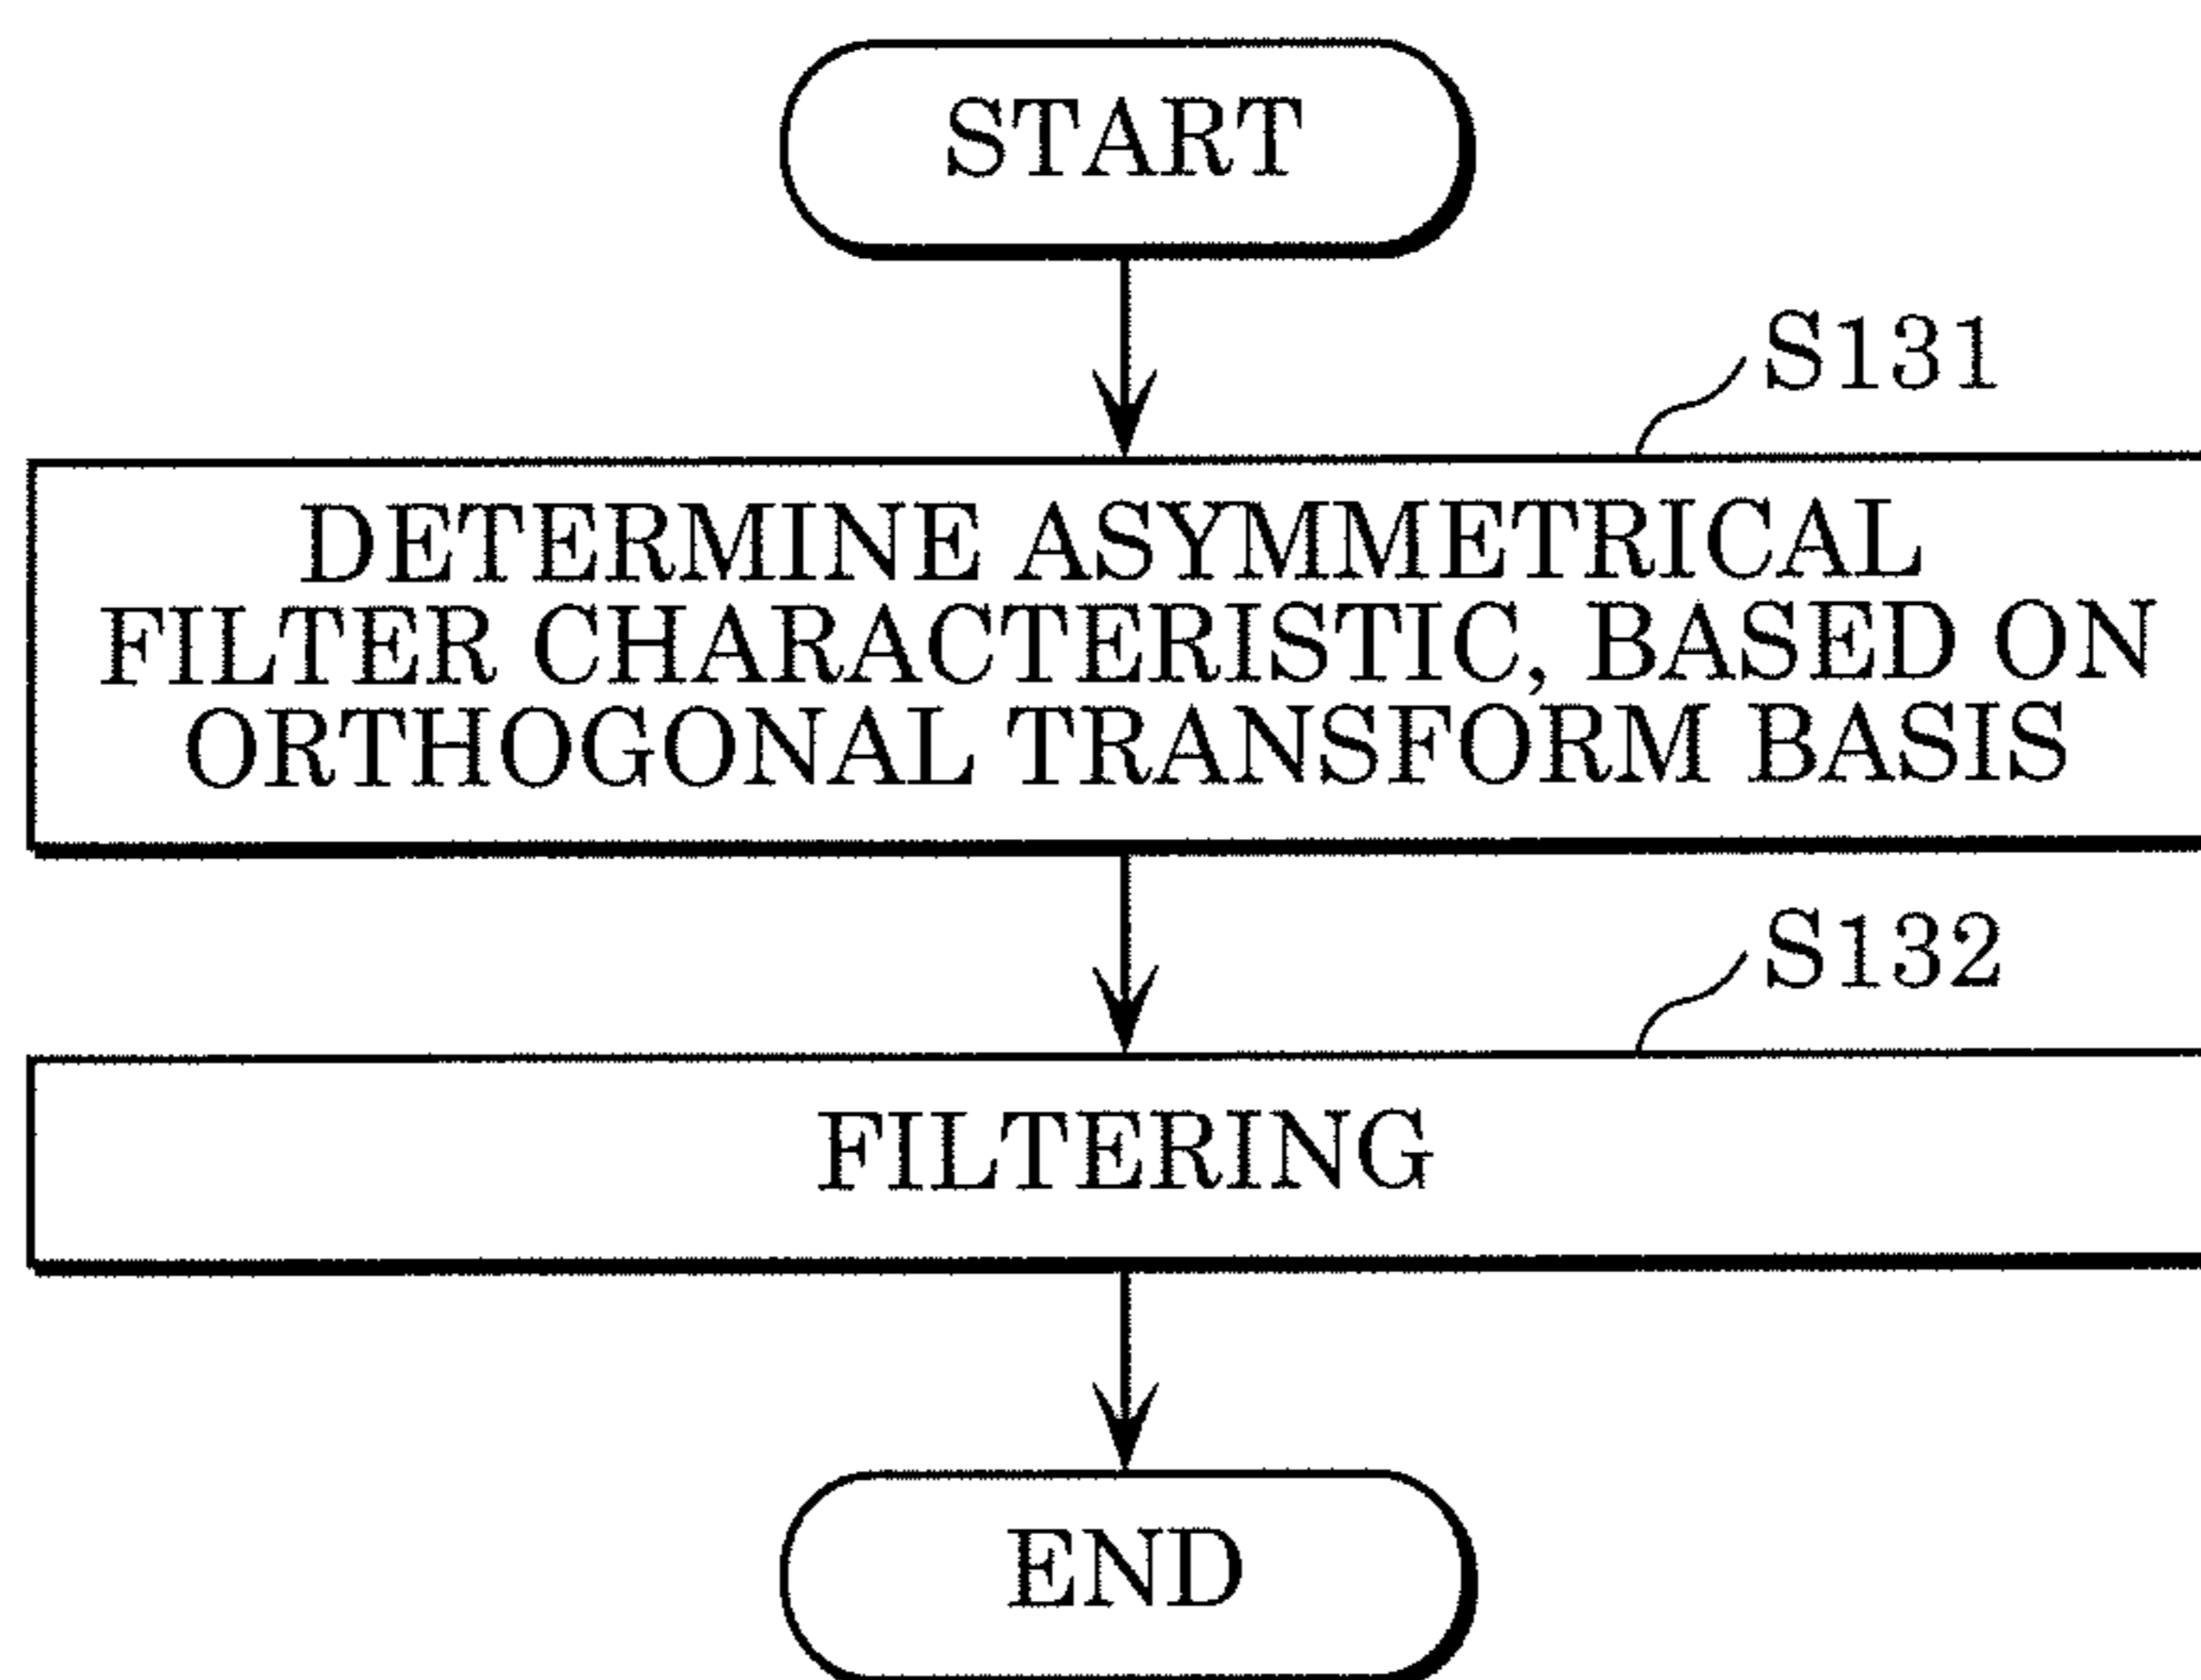 START
S131
DETERMINE ASYMMETRICAL
FILTER CHARACTERISTIC, BASED ON
ORTHOGONAL TRANSFORM BASIS
S132
FILTERING
END